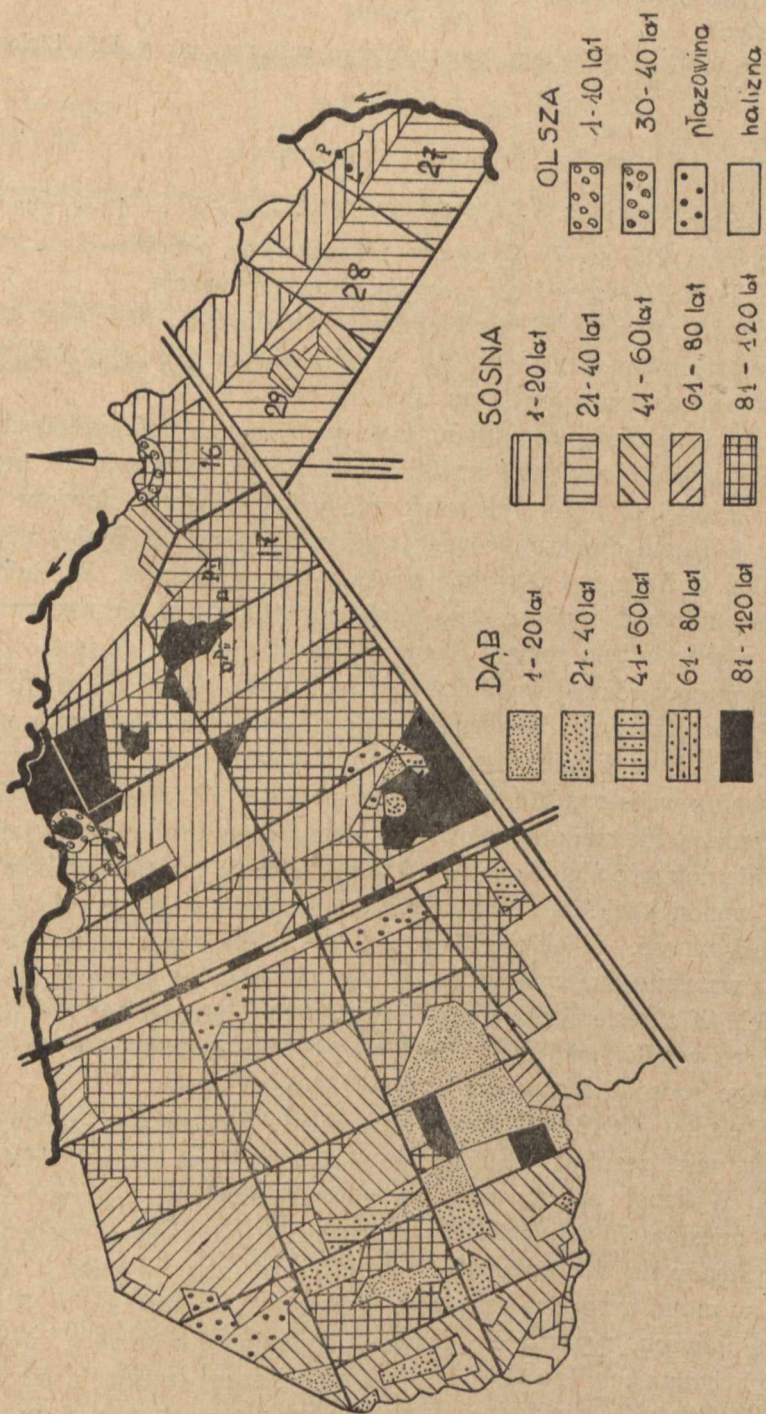 16
17
27
28
29
P
P₁
DĄB
1-20 lat
21-40 lat
41-60 lat
61-80 lat
81-120 lat
SOSNA
1-20 lat
21-40 lat
41-60 lat
61-80 lat
81-120 lat
OLSZA
1-10 lat
30-40 lat
płazowina
halizna